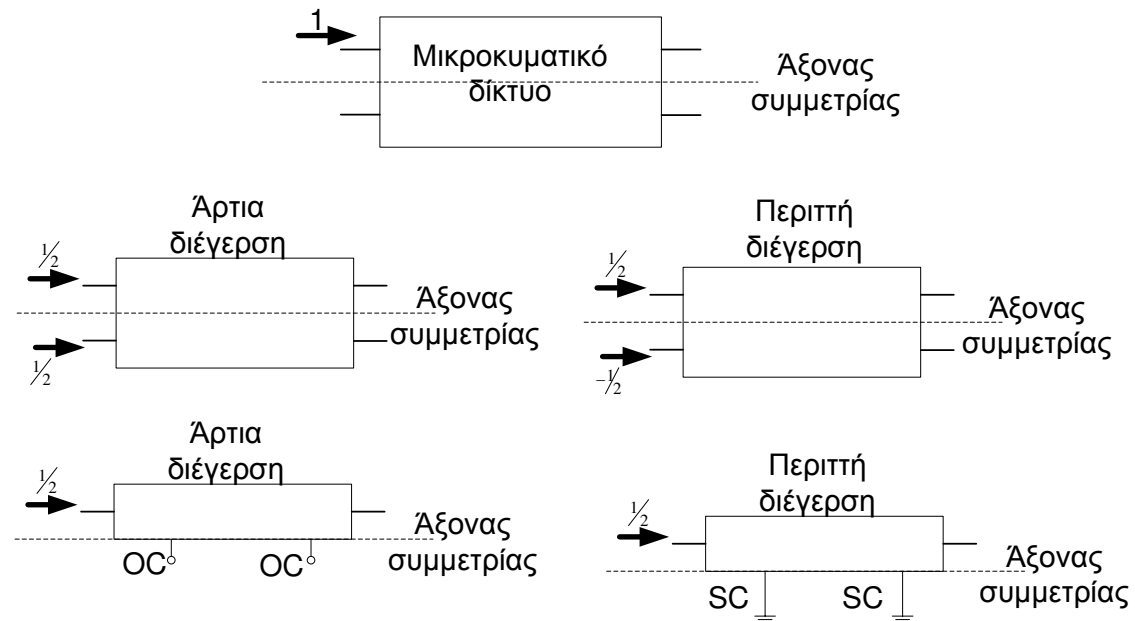 1
Μικροκυματικό
δίκτυο
Άξονας
συμμετρίας
Άρτια
διέγερση
½
½
Άξονας
συμμετρίας
Περιττή
διέγερση
½
-½
Άξονας
συμμετρίας
Άρτια
διέγερση
½
Άξονας
συμμετρίας
OC OC
Περιττή
διέγερση
½
Άξονας
συμμετρίας
SC SC